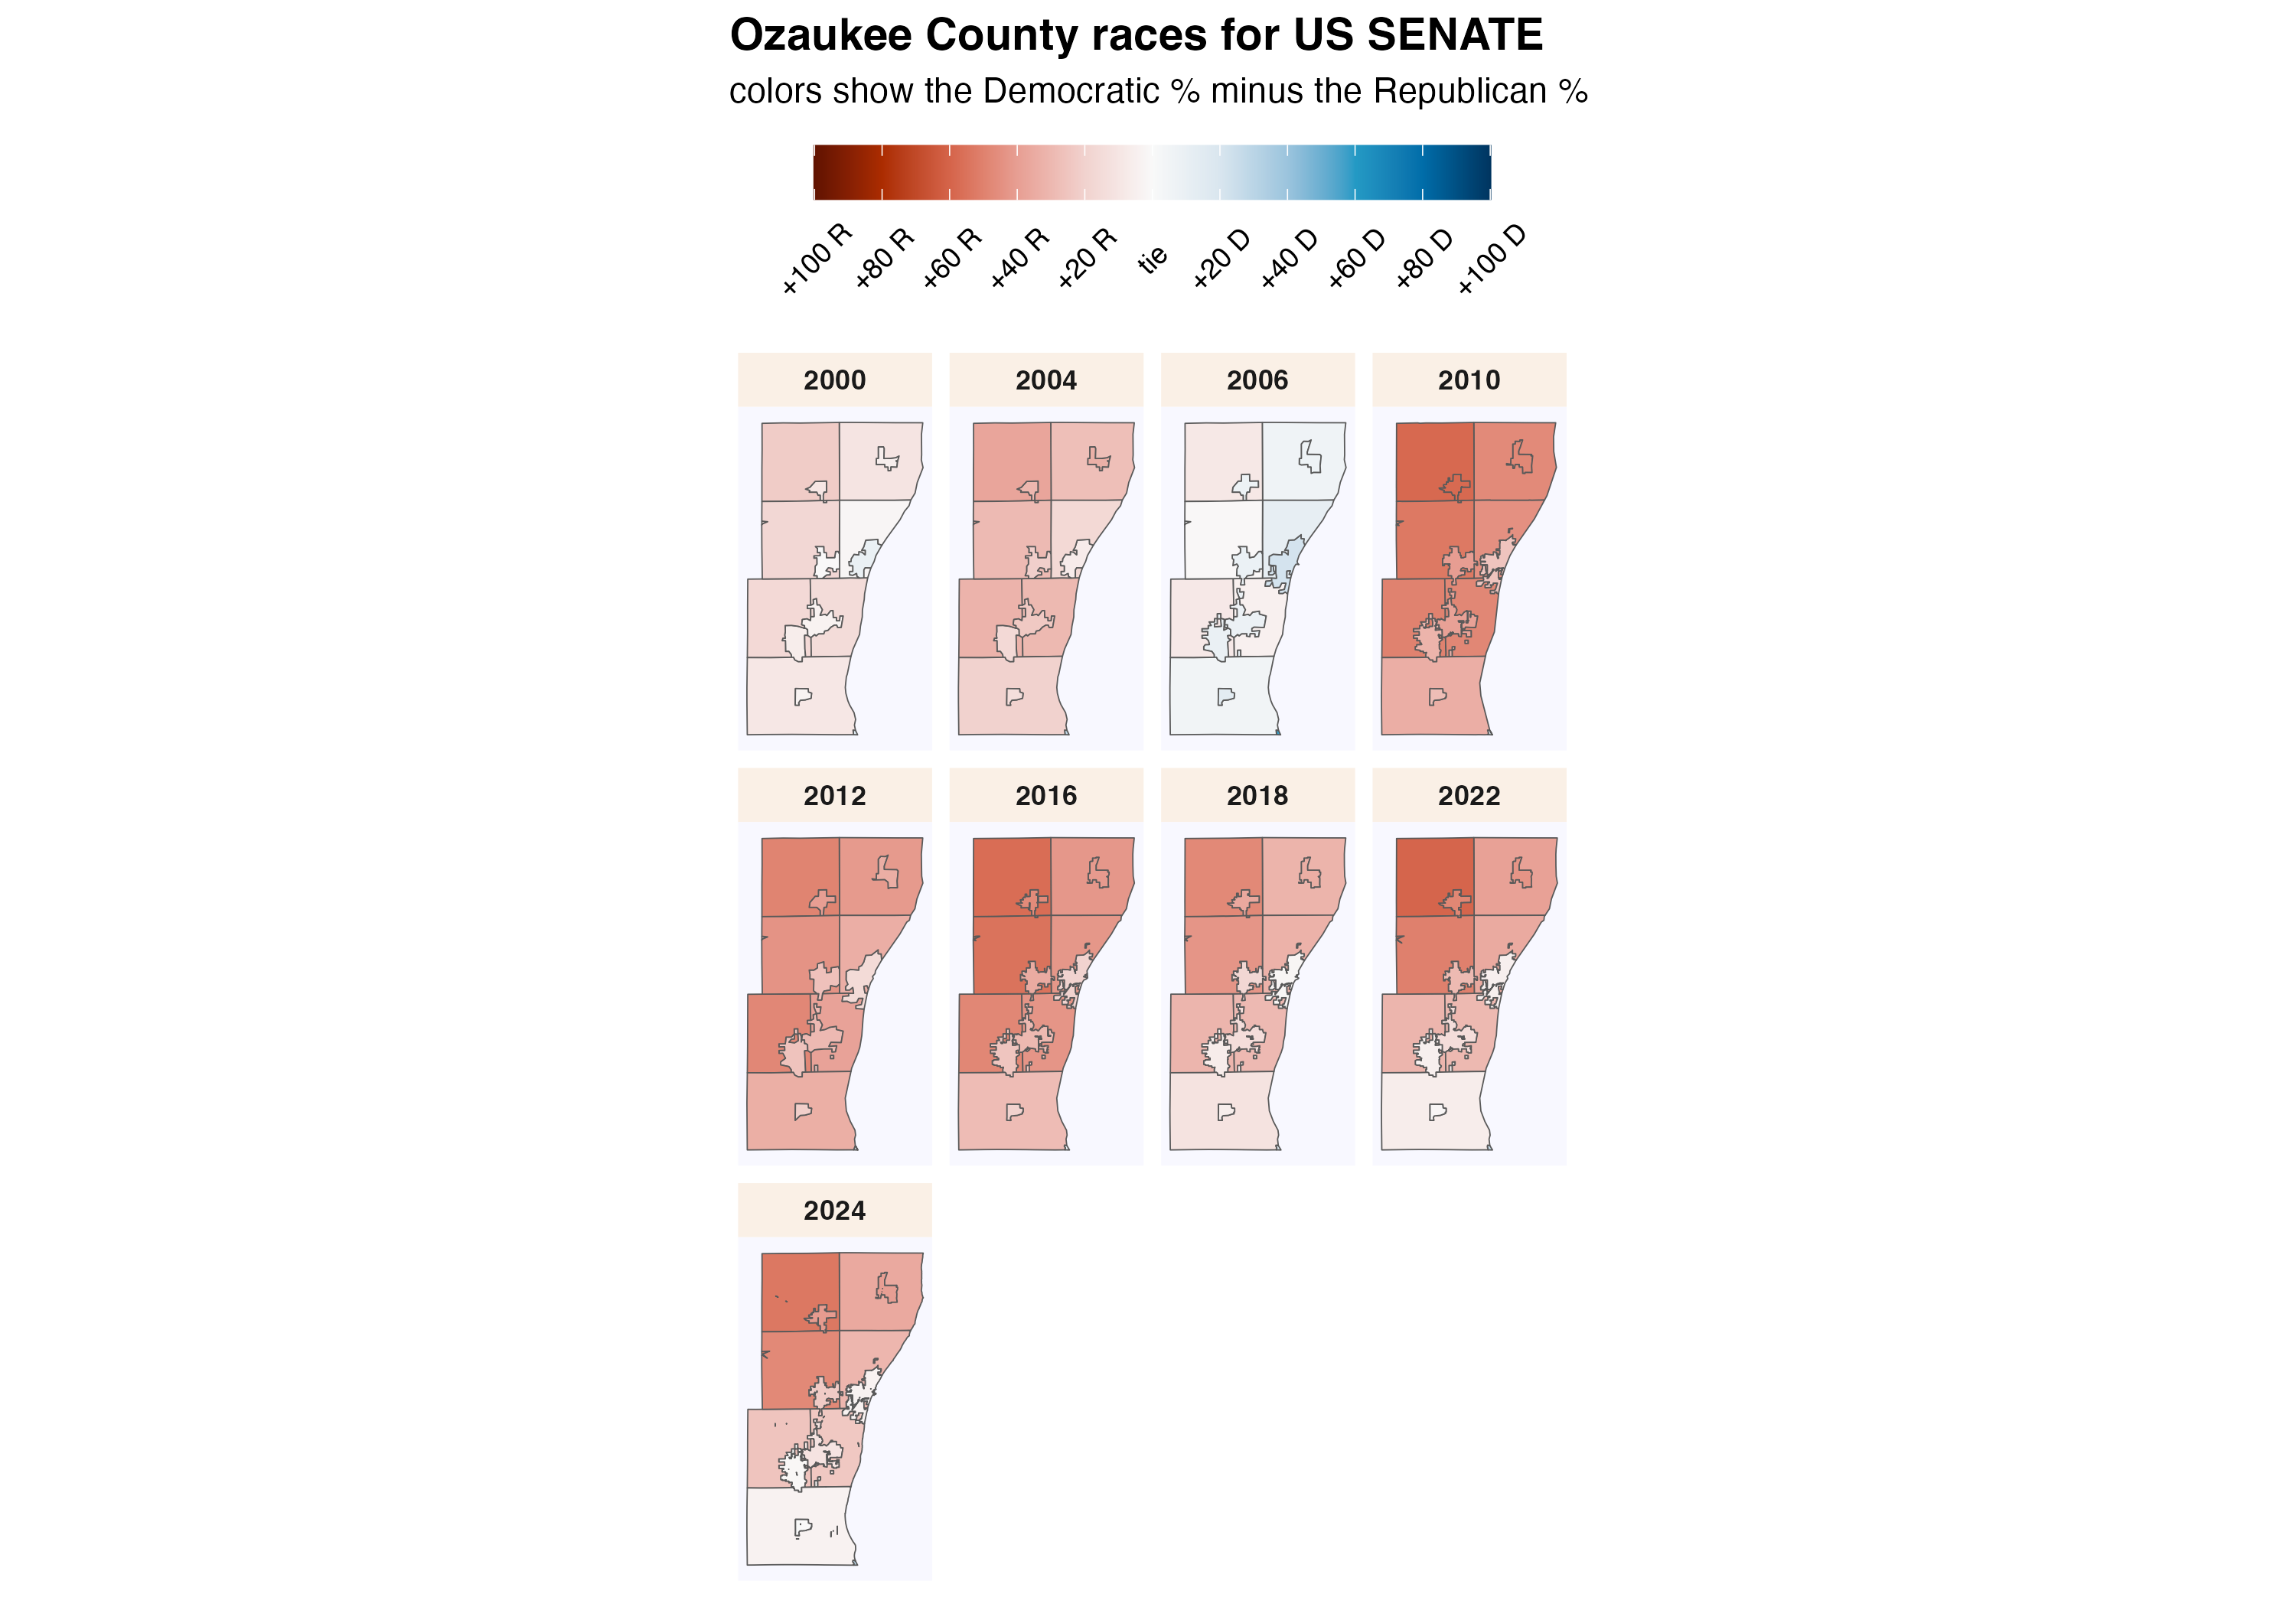 Ozaukee County races for US SENATE
colors show the Democratic % minus the Republican %
+100 R +80 R +60 R +40 R +20 R tie +20 D +40 D +60 D +80 D +100 D
2000 2004 2006 2010
2012 2016 2018 2022
2024